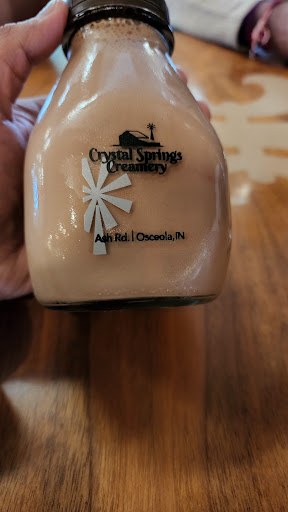 Crystal Springs
Creamery
Ash Rd. | Osceola, IN